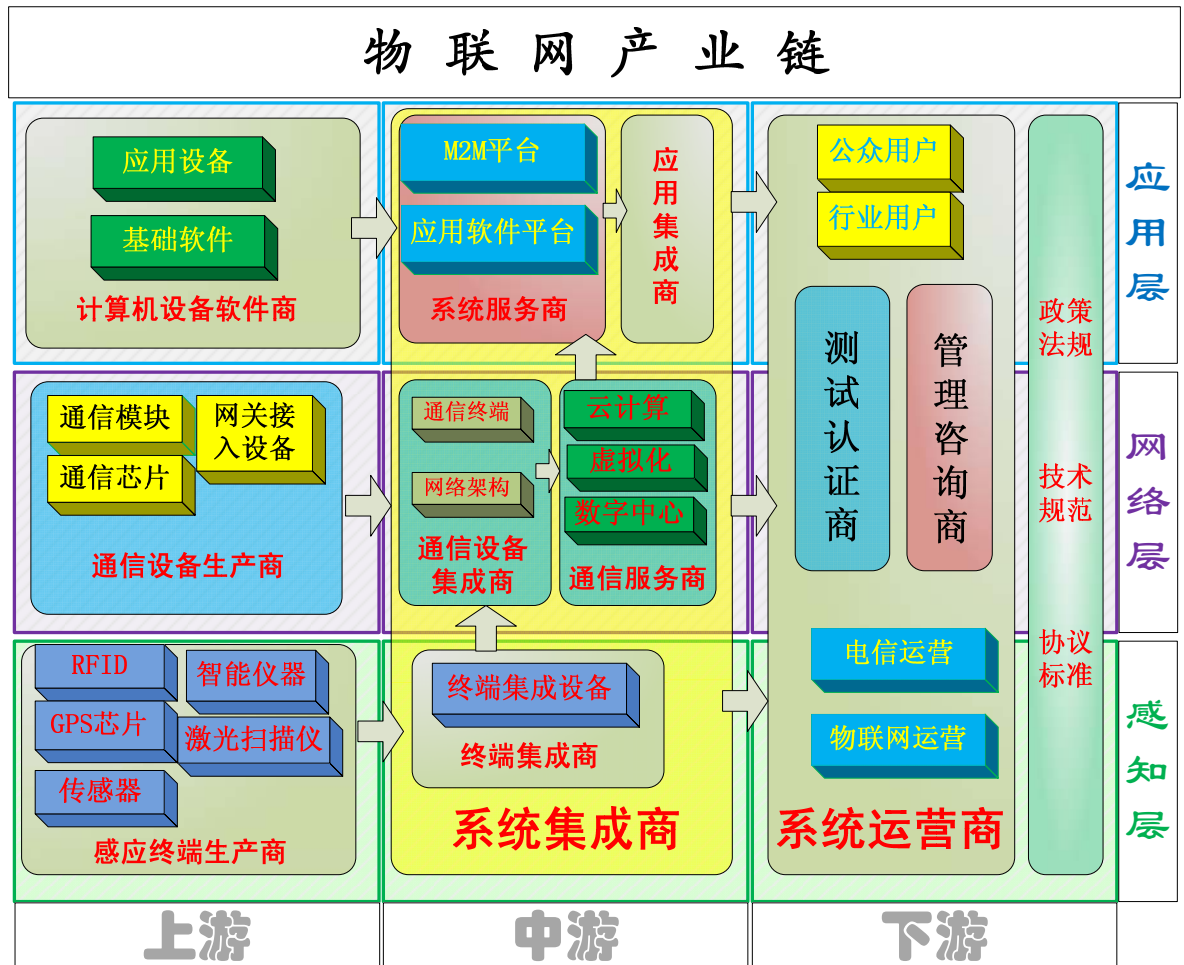 物联网产业链
应用设备
基础软件
计算机设备软件商
M2M平台
应用软件平台
系统服务商
应用集成商
公众用户
行业用户
应用层
通信模块
通信芯片
网关接
入设备
通信设备生产商
通信终端
网络架构
通信设备
集成商
云计算
虚拟化
数字中心
通信服务商
测试认证商
管理咨询商
政策
法规
技术
规范
协议
标准
网络层
RFID
智能仪器
GPS芯片
激光扫描仪
传感器
感应终端生产商
终端集成设备
终端集成商
系统集成商
电信运营
物联网运营
系统运营商
感知层
上游
中游
下游